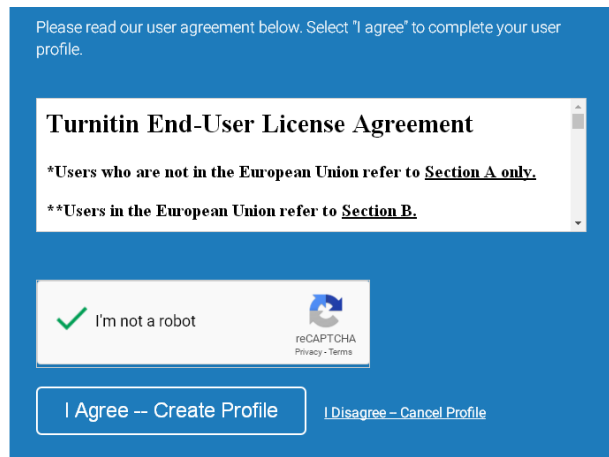 Please read our user agreement below. Select "I agree" to complete your user
profile.
Turnitin End-User License Agreement
*Users who are not in the European Union refer to Section A only.
**Users in the European Union refer to Section B.
I'm not a robot
reCAPTCHA
Privacy - Terms
I Agree -- Create Profile
I Disagree – Cancel Profile